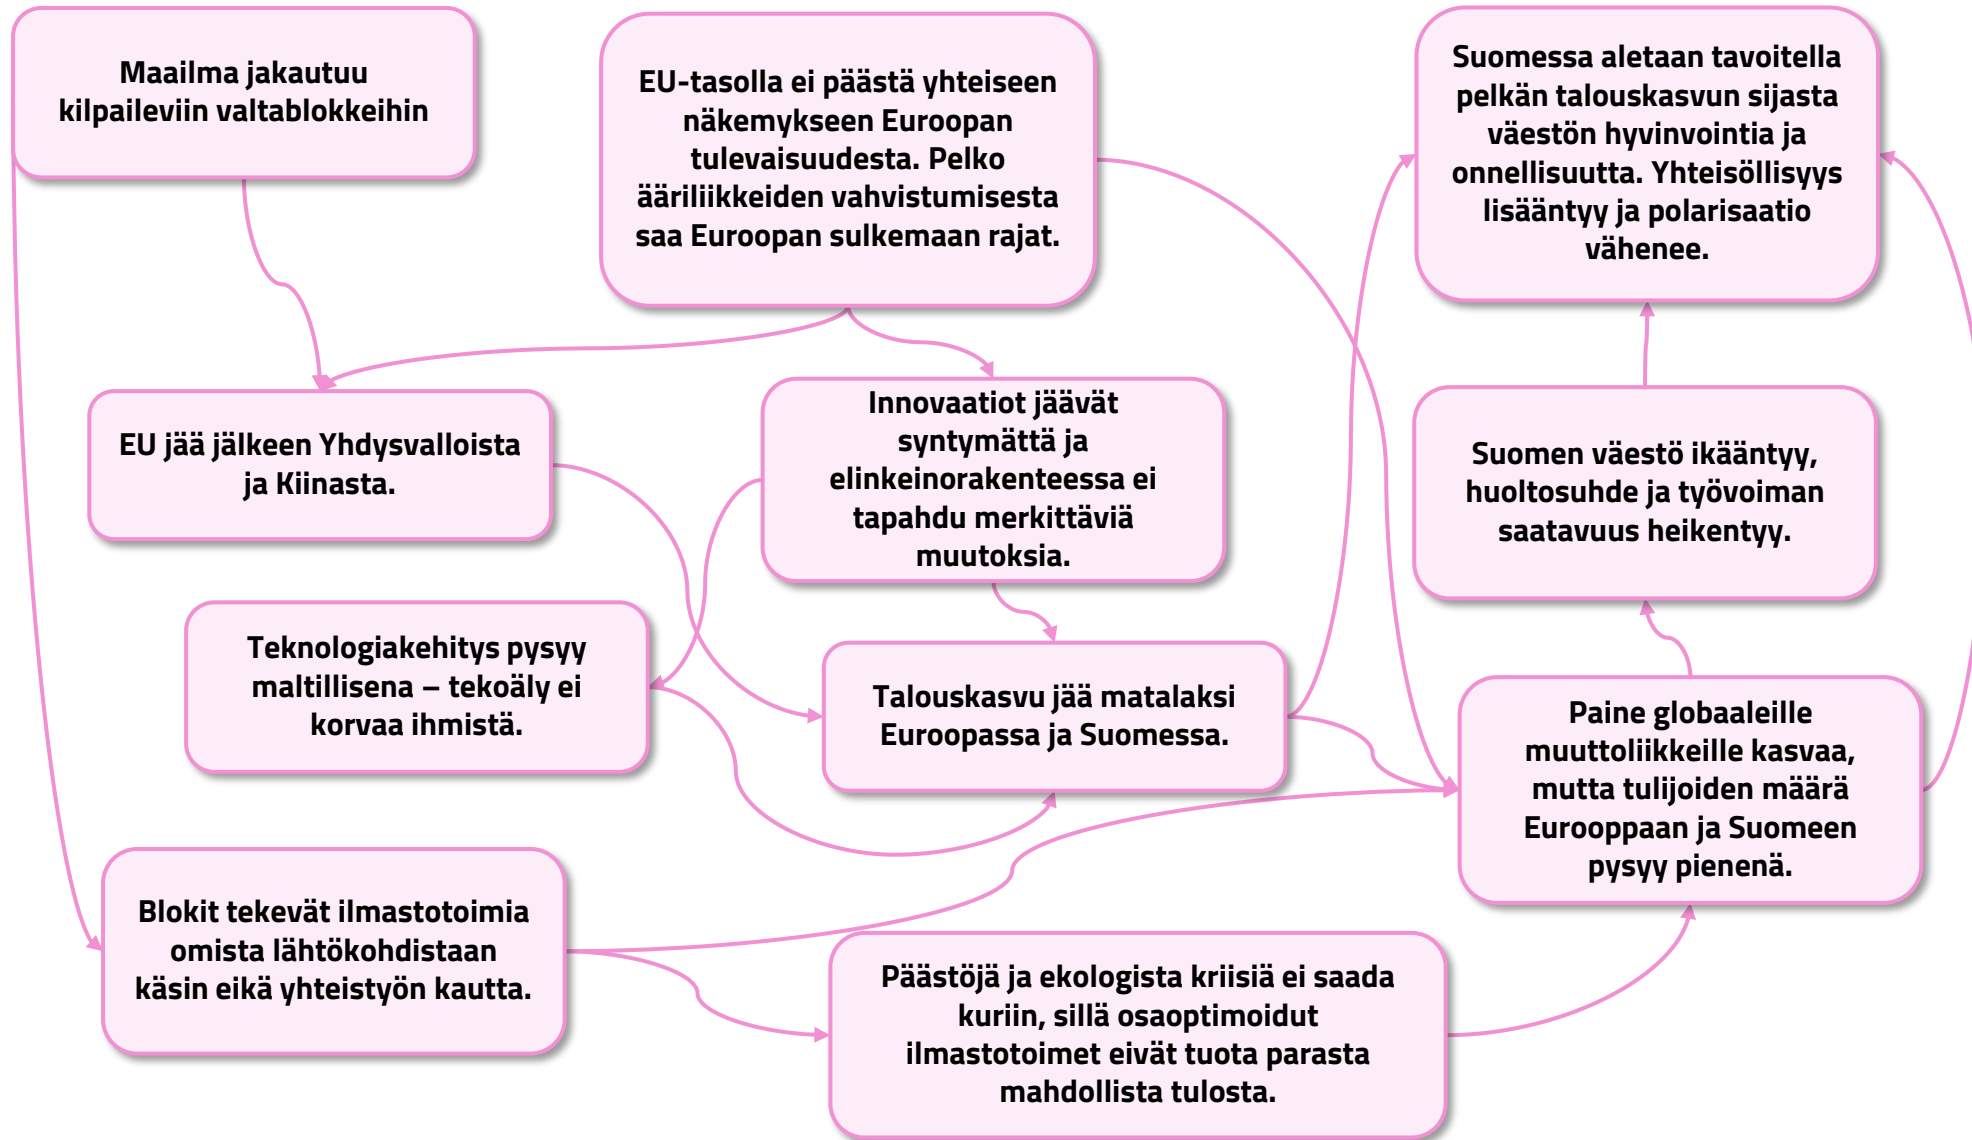 Maailma jakautuu
kilpaileviin valtablokkeihin
EU-tasolla ei päästä yhteiseen
näkemykseen Euroopan
tulevaisuudesta. Pelko
ääriliikkeiden vahvistumisesta
saa Euroopan sulkemaan rajat.
Suomessa aletaan tavoitella
pelkän talouskasvun sijasta
väestön hyvinvointia ja
onnellisuutta. Yhteisöllisyys
lisääntyy ja polarisaatio
vähenee.
EU jää jälkeen Yhdysvalloista
ja Kiinasta.
Innovaatiot jäävät
syntymättä ja
elinkeinorakenteessa ei
tapahdu merkittäviä
muutoksia.
Suomen väestö ikääntyy,
huoltosuhde ja työvoiman
saatavuus heikentyy.
Teknologiakehitys pysyy
maltillisena – tekoäly ei
korvaa ihmistä.
Talouskasvu jää matalaksi
Euroopassa ja Suomessa.
Paine globaaleille
muuttoliikkeille kasvaa,
mutta tulijoiden määrä
Eurooppaan ja Suomeen
pysyy pienenä.
Blokit tekevät ilmastotoimia
omista lähtökohdistaan
käsin eikä yhteistyön kautta.
Päästöjä ja ekologista kriisiä ei saada
kuriin, sillä osaoptimoidut
ilmastotoimet eivät tuota parasta
mahdollista tulosta.